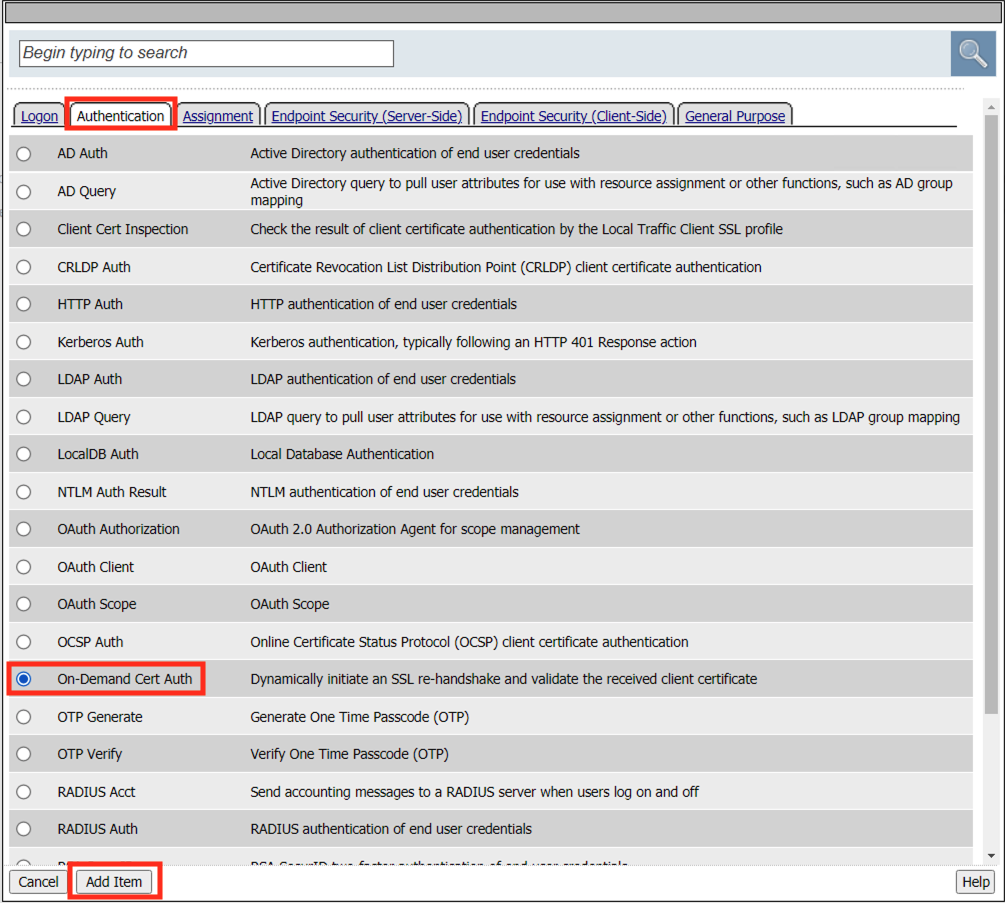 Begin typing to search
Logon Authentication Assignment Endpoint Security (Server-Side) Endpoint Security (Client-Side) General Purpose
AD Auth Active Directory authentication of end user credentials
AD Query Active Directory query to pull user attributes for use with resource assignment or other functions, such as AD group
mapping
Client Cert Inspection Check the result of client certificate authentication by the Local Traffic Client SSL profile
CRLDP Auth Certificate Revocation List Distribution Point (CRLDP) client certificate authentication
HTTP Auth HTTP authentication of end user credentials
Kerberos Auth Kerberos authentication, typically following an HTTP 401 Response action
LDAP Auth LDAP authentication of end user credentials
LDAP Query LDAP query to pull user attributes for use with resource assignment or other functions, such as LDAP group mapping
LocalDB Auth Local Database Authentication
NTLM Auth Result NTLM authentication of end user credentials
OAuth Authorization OAuth 2.0 Authorization Agent for scope management
OAuth Client OAuth Client
OAuth Scope OAuth Scope
OCSP Auth Online Certificate Status Protocol (OCSP) client certificate authentication
On-Demand Cert Auth Dynamically initiate an SSL re-handshake and validate the received client certificate
OTP Generate Generate One Time Passcode (OTP)
OTP Verify Verify One Time Passcode (OTP)
RADIUS Acct Send accounting messages to a RADIUS server when users log on and off
RADIUS Auth RADIUS authentication of end user credentials
RSA SecurID two-factor authentication of end user credentials
Cancel Add Item Help